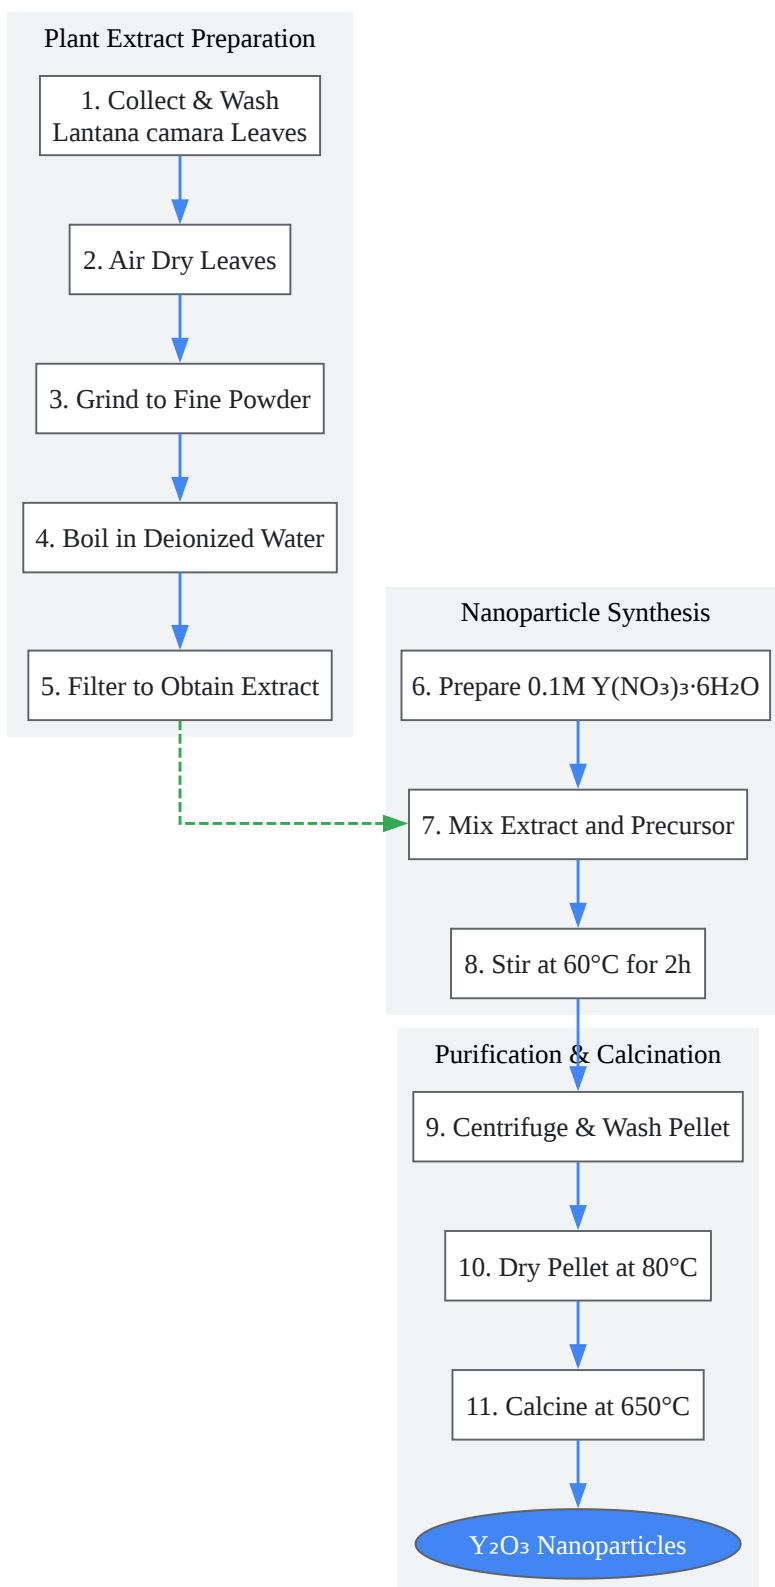 Plant Extract Preparation
1. Collect & Wash
Lantana camara Leaves
2. Air Dry Leaves
3. Grind to Fine Powder
4. Boil in Deionized Water
5. Filter to Obtain Extract
Nanoparticle Synthesis
6. Prepare 0.1M Y(NO₃)₃·6H₂O
7. Mix Extract and Precursor
8. Stir at 60°C for 2h
Purification & Calcination
9. Centrifuge & Wash Pellet
10. Dry Pellet at 80°C
11. Calcine at 650°C
Y₂O₃ Nanoparticles